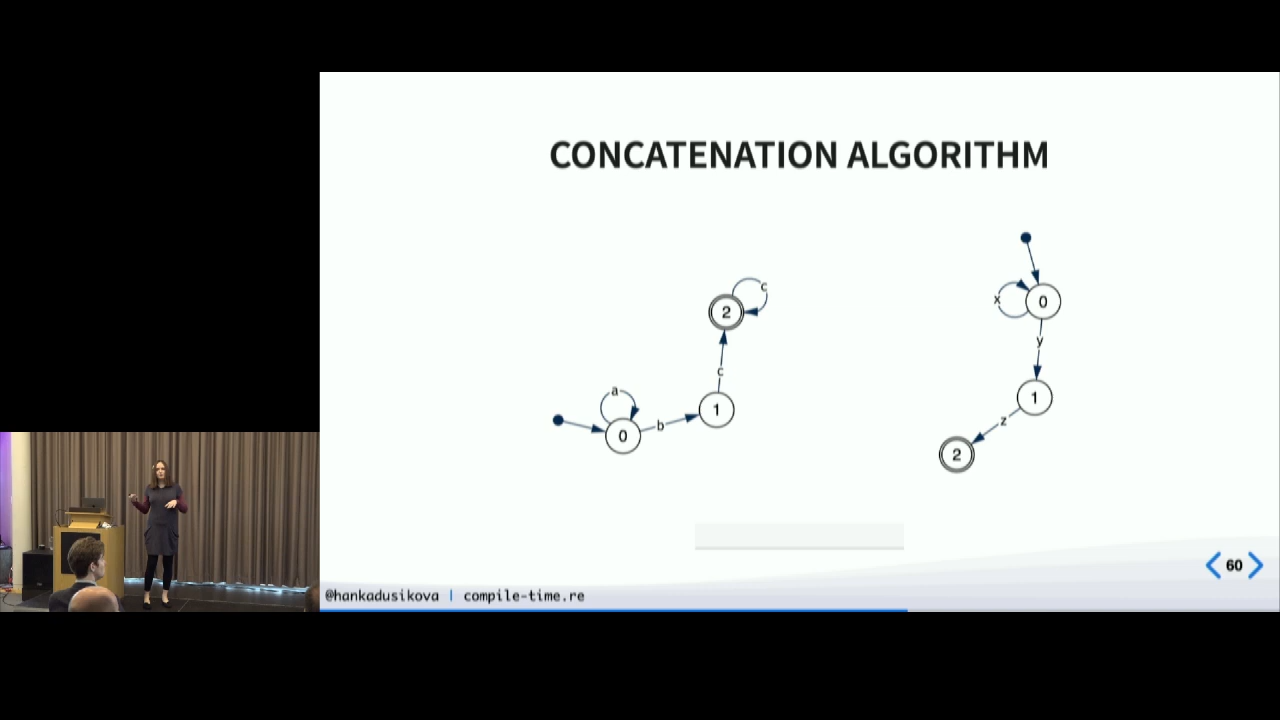 CONCATENATION ALGORITHM
c
2
c
a
0
b
1
0
x
y
1
z
2
60
@hankadusikova | compile-time.re